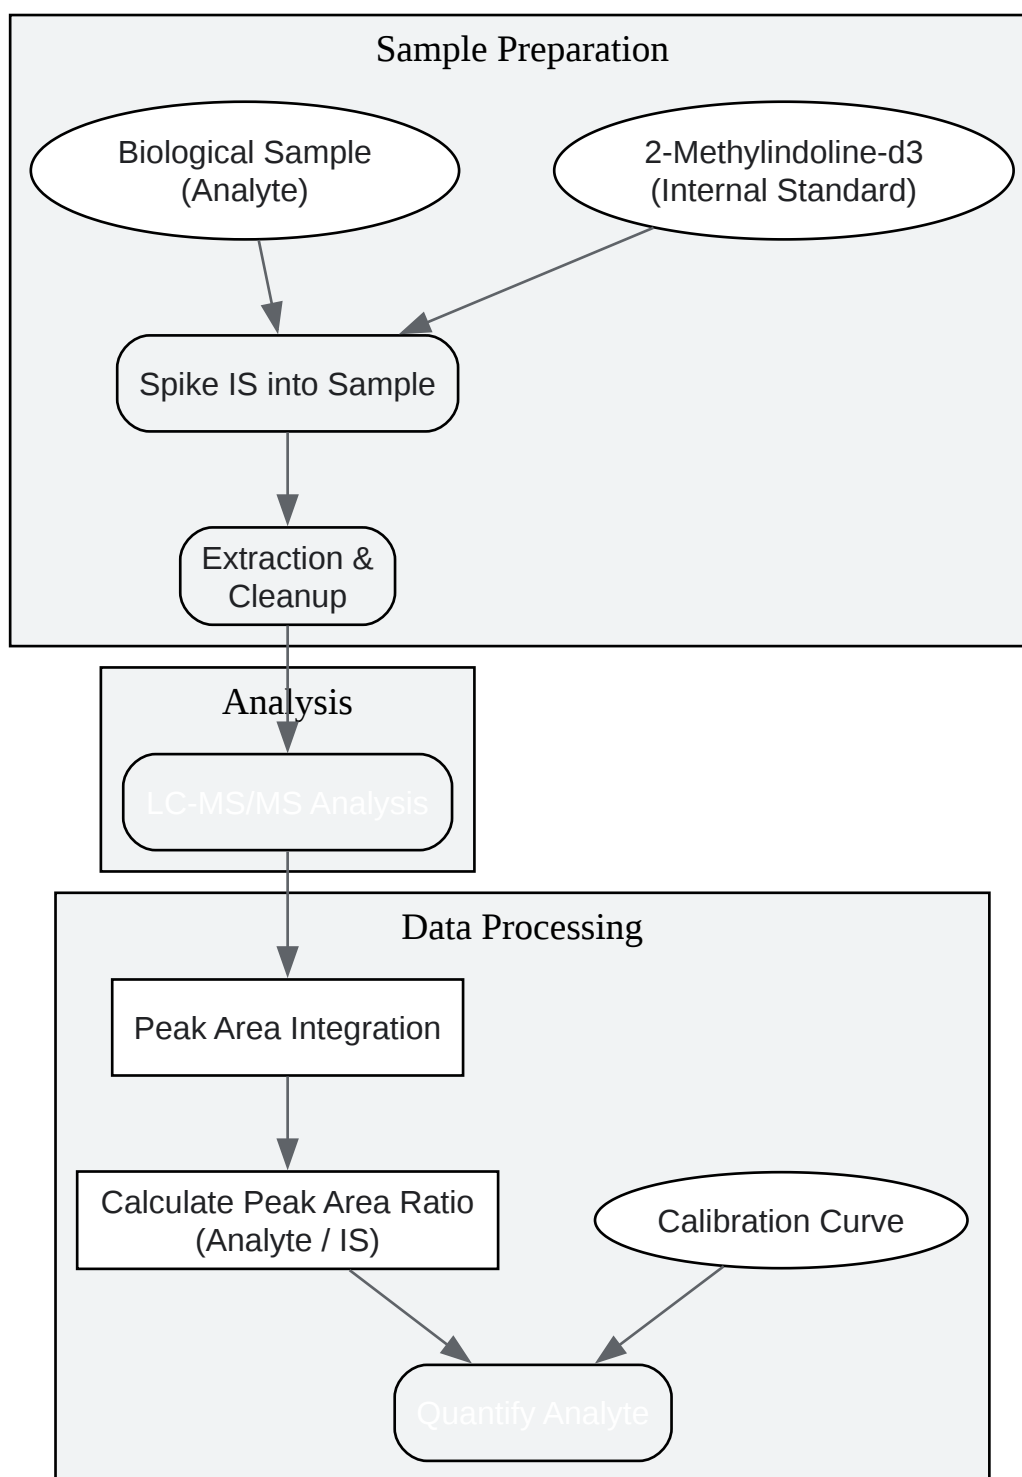 Sample Preparation
Biological Sample
(Analyte)
2-Methylindoline-d3
(Internal Standard)
Spike IS into Sample
Extraction &
Cleanup
Analysis
LC-MS/MS Analysis
Data Processing
Peak Area Integration
Calculate Peak Area Ratio
(Analyte / IS)
Calibration Curve
Quantify Analyte